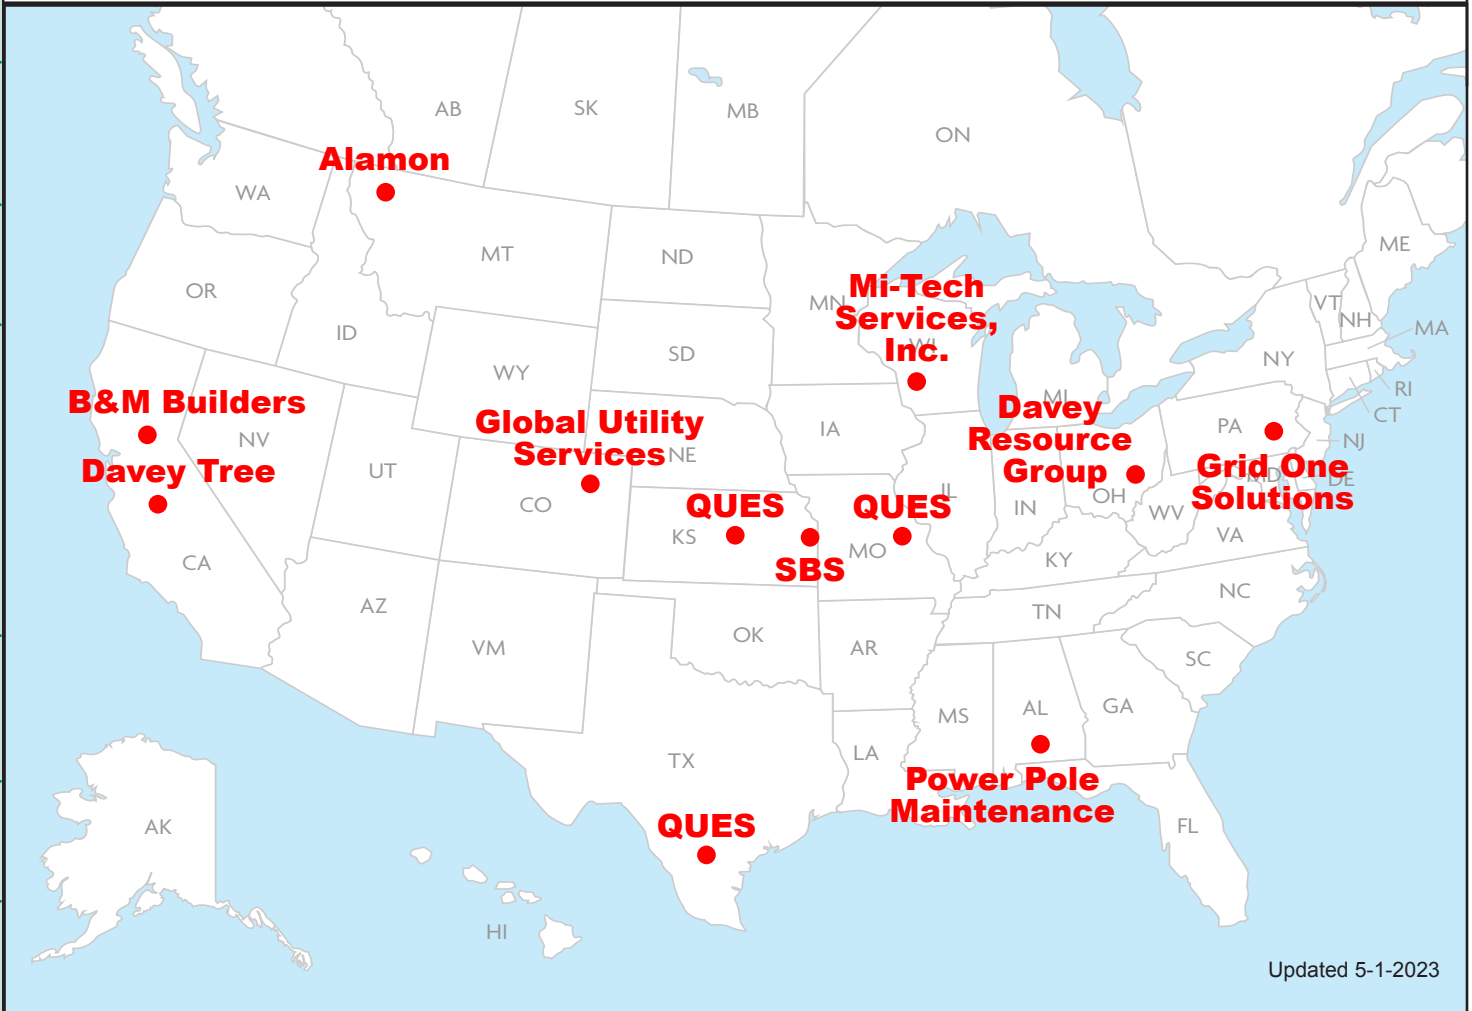 AB
SK
MB
ON
Alamon
WA
MT
ND
ME
OR
Mi-Tech
Services,
Inc.
MN
WI
VT
NH
MA
ID
SD
NY
WY
MI
RI
B&M Builders
Davey
Resource
Group
CT
Global Utility
Services
IA
PA
NV
NJ
NE
Davey Tree
UT
Grid One
Solutions
MD
DE
IL
OH
CO
QUES
QUES
IN
WV
KS
VA
MO
CA
KY
SBS
AZ
NC
TN
OK
VM
AR
SC
GA
AL
MS
LA
TX
Power Pole
Maintenance
QUES
AK
FL
HI
Updated 5-1-2023